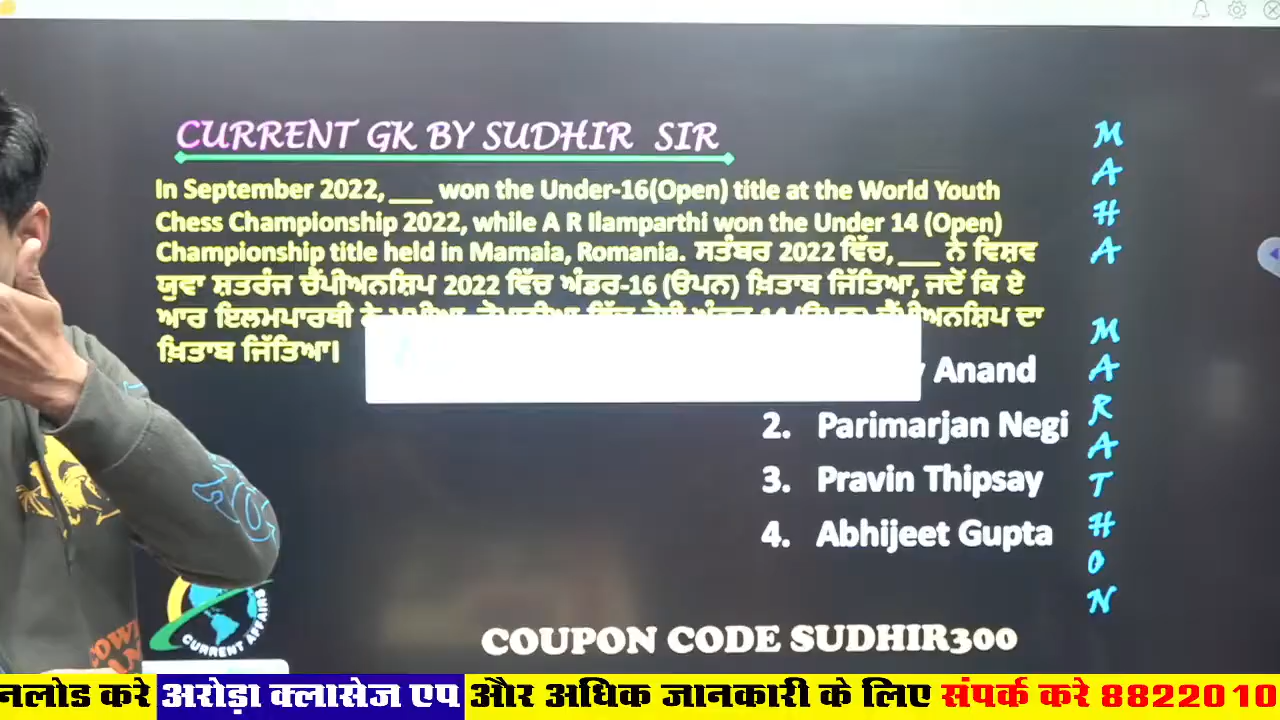 CURRENT GK BY SUDHIR SIR
In September 2022, ___ won the Under-16(Open) title at the World Youth
Chess Championship 2022, while A R Ilamparthi won the Under 14 (Open)
Championship title held in Mamaia, Romania. ਸਤੰਬਰ 2022 ਵਿੱਚ, ___ ਨੇ ਵਿਸ਼ਵ
ਯੁਵਾ ਸ਼ਤਰੰਜ ਚੈਂਪੀਅਨਸ਼ਿਪ 2022 ਵਿੱਚ ਅੰਡਰ-16 (ਓਪਨ) ਖ਼ਿਤਾਬ ਜਿੱਤਿਆ, ਜਦੋਂ ਕਿ ਏ
ਆਰ ਇਲਮਪਾਰਥੀ ਦਾ
ਖ਼ਿਤਾਬ ਜਿੱਤਿਆ।
Anand
2. Parimarjan Negi
3. Pravin Thipsay
4. Abhijeet Gupta
MAHA MARATHON
CURRENT AFFAIRS
COUPON CODE SUDHIR300
करे अरोड़ा क्लासेज एप और अधिक जानकारी के लिए संपर्क करे 8822010